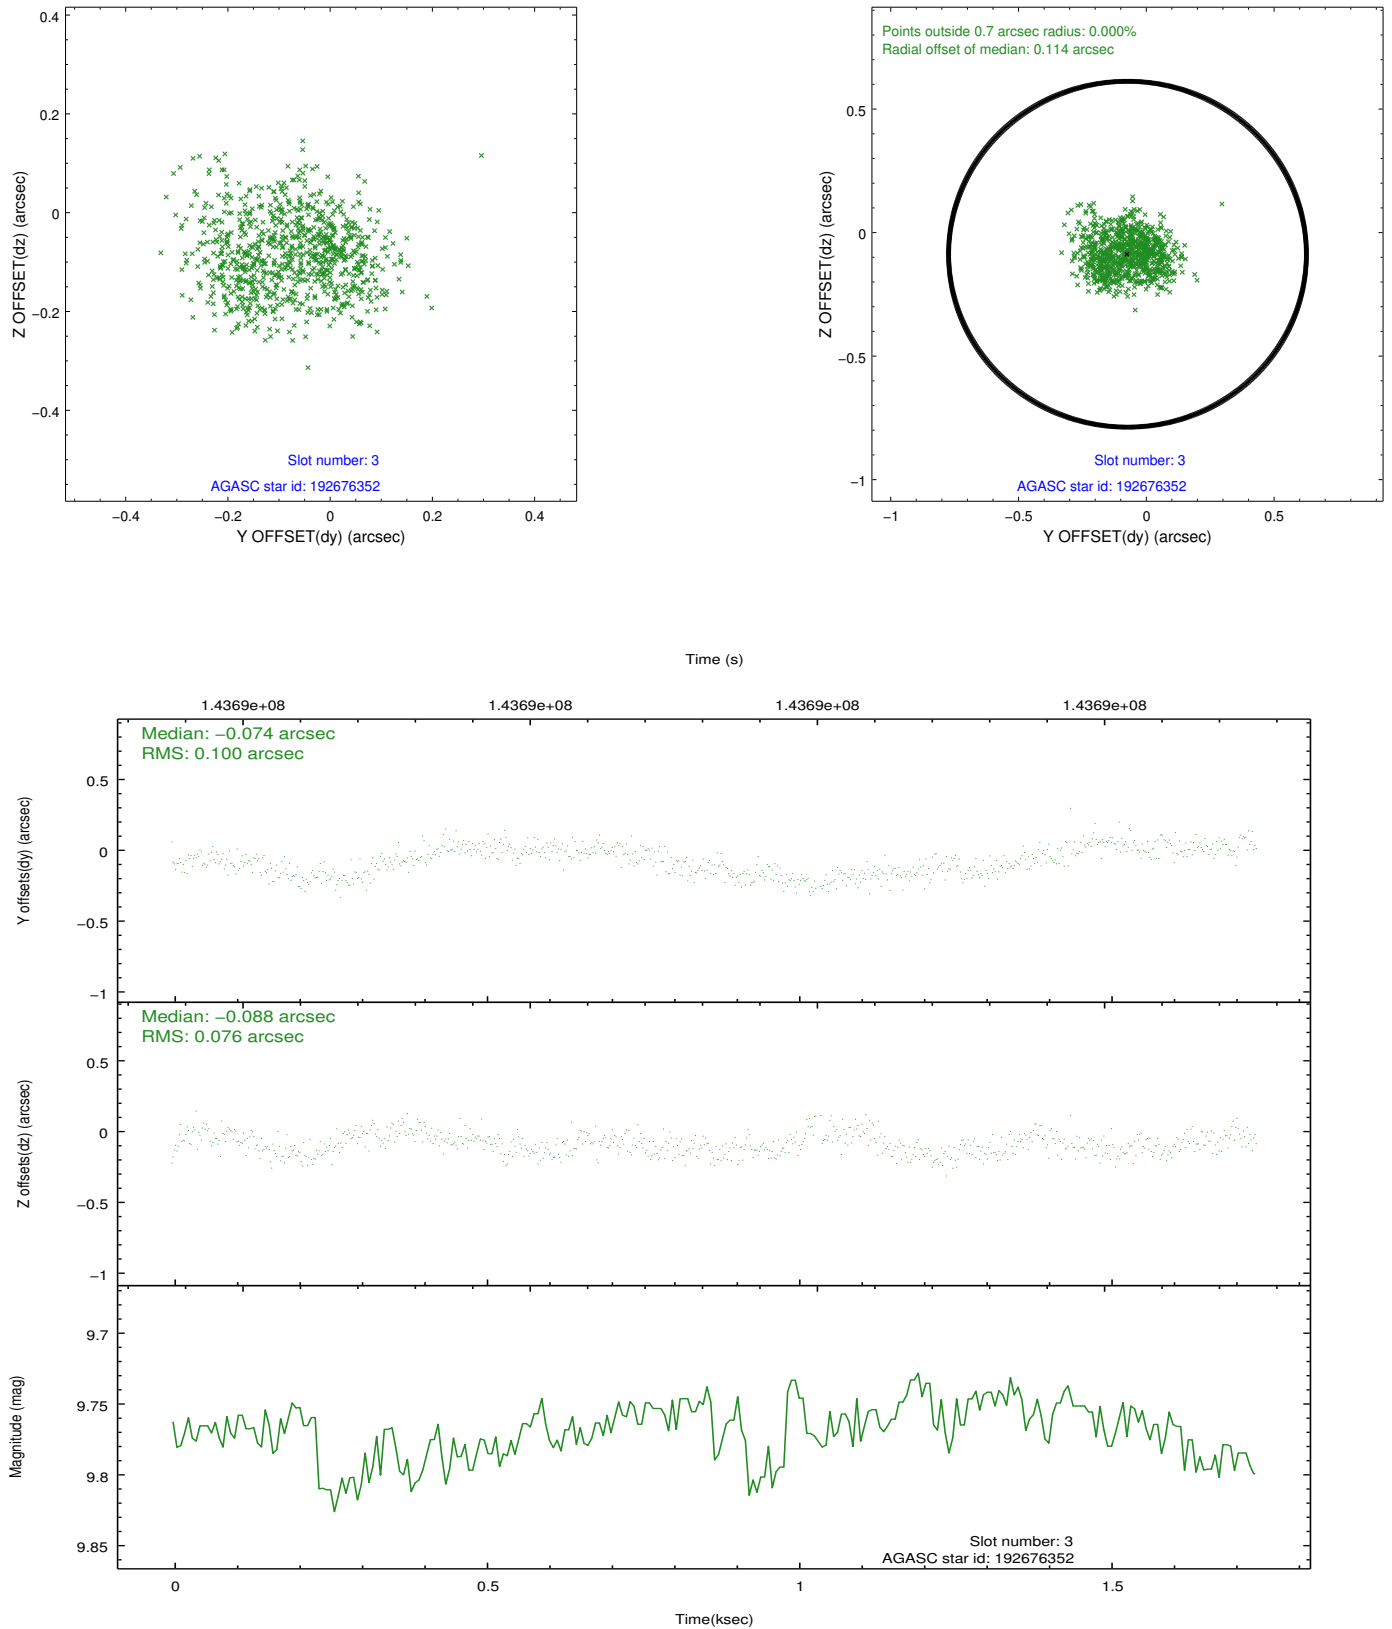 0.4
0.2
0
−0.2
−0.4
Z OFFSET(dz) (arcsec)
Slot number: 3
AGASC star id: 192676352
−0.4 −0.2 0 0.2 0.4
Y OFFSET(dy) (arcsec)
Points outside 0.7 arcsec radius: 0.000%
Radial offset of median: 0.114 arcsec
0.5
0
−0.5
−1
Z OFFSET(dz) (arcsec)
Slot number: 3
AGASC star id: 192676352
−1 −0.5 0 0.5
Y OFFSET(dy) (arcsec)
Time (s)
1.4369e+08 1.4369e+08 1.4369e+08 1.4369e+08
Median: −0.074 arcsec
RMS: 0.100 arcsec
0.5
0
−0.5
−1
Y offsets(dy) (arcsec)
Median: −0.088 arcsec
RMS: 0.076 arcsec
0.5
0
−0.5
−1
Z offsets(dz) (arcsec)
9.7
9.75
9.8
9.85
Magnitude (mag)
Slot number: 3
AGASC star id: 192676352
0 0.5 1 1.5
Time(ksec)